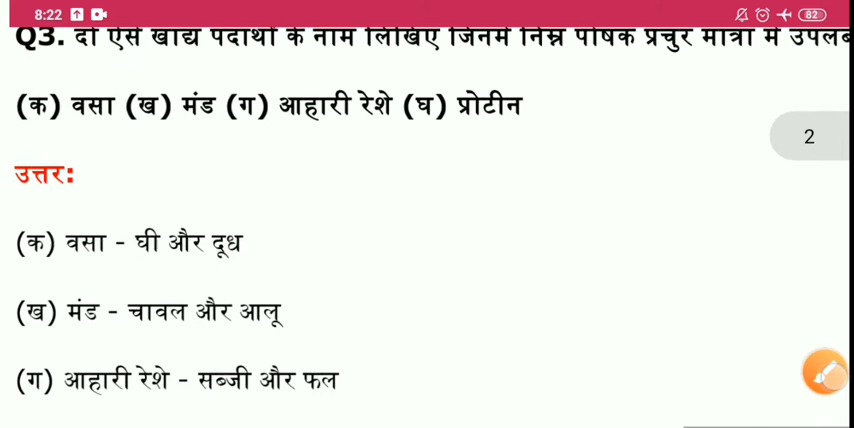 8:22 82
Q3. दो ऐसे खाद्य पदार्थों के नाम लिखिए जिनमें निम्न पोषक प्रचुर मात्रा में
(क) वसा (ख) मंड (ग) आहारी रेशे (घ) प्रोटीन
2
उत्तर:
(क) वसा - घी और दूध
(ख) मंड - चावल और आलू
(ग) आहारी रेशे - सब्जी और फल